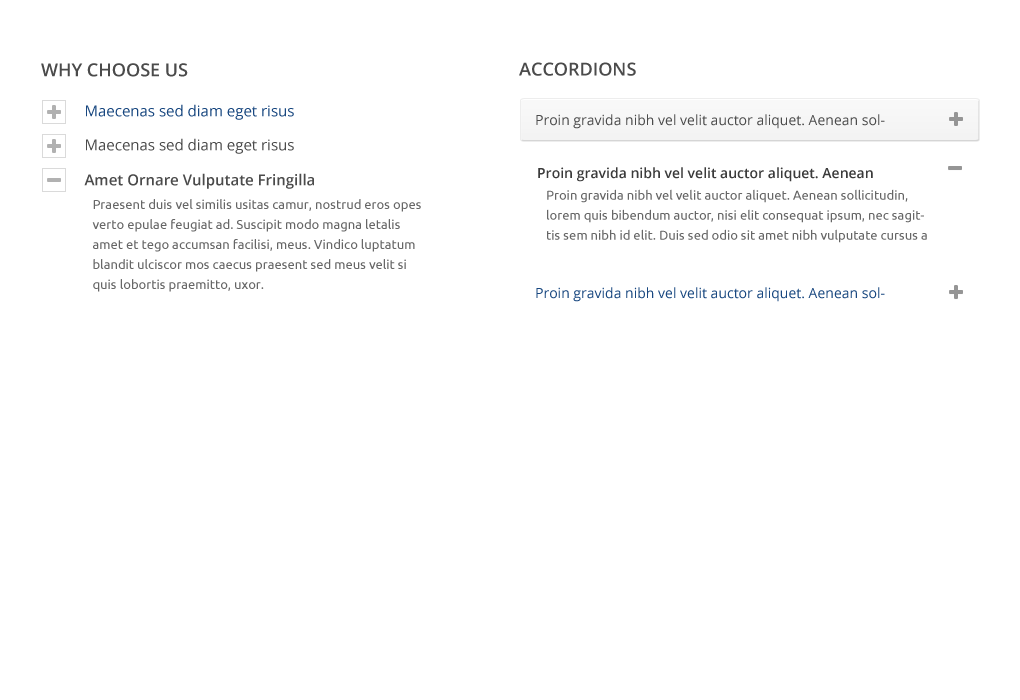 WHY CHOOSE US
Maecenas sed diam eget risus
Maecenas sed diam eget risus
Amet Ornare Vulputate Fringilla
Praesent duis vel similis usitas camur, nostrud eros opes
verto epulae feugiat ad. Suscipit modo magna letalis
amet et tego accumsan facilisi, meus. Vindico luptatum
blandit ulciscor mos caecus praesent sed meus velit si
quis lobortis praemitto, uxor.
ACCORDIONS
Proin gravida nibh vel velit auctor aliquet. Aenean sol-
Proin gravida nibh vel velit auctor aliquet. Aenean
Proin gravida nibh vel velit auctor aliquet. Aenean sollicitudin,
lorem quis bibendum auctor, nisi elit consequat ipsum, nec sagit-
tis sem nibh id elit. Duis sed odio sit amet nibh vulputate cursus a
Proin gravida nibh vel velit auctor aliquet. Aenean sol-